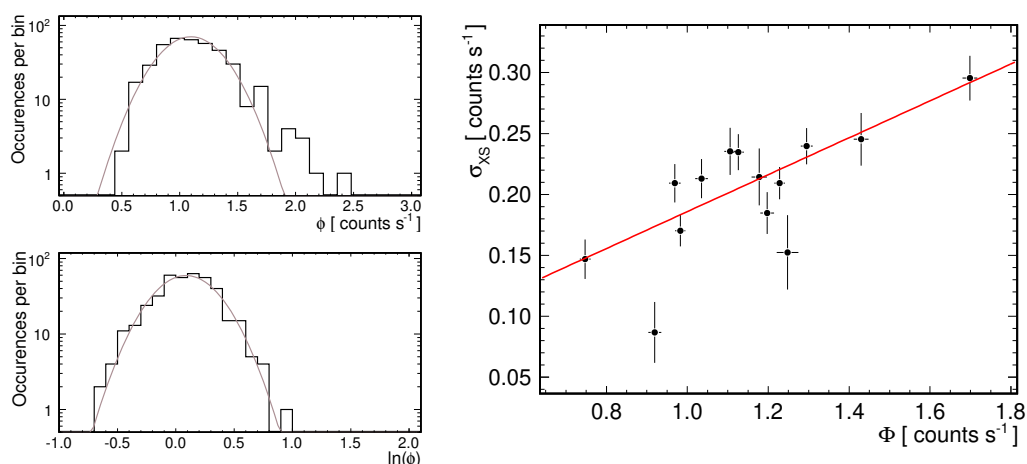 Occurences per bin
10²
10
1
0.0 0.5 1.0 1.5 2.0 2.5 3.0
ϕ [ counts s⁻¹]
Occurences per bin
10²
10
1
-1.0 -0.5 0.0 0.5 1.0 1.5 2.0
ln(ϕ)
σXS [ counts s⁻¹]
0.30
0.25
0.20
0.15
0.10
0.05
0.8 1.0 1.2 1.4 1.6 1.8
Φ [ counts s⁻¹]